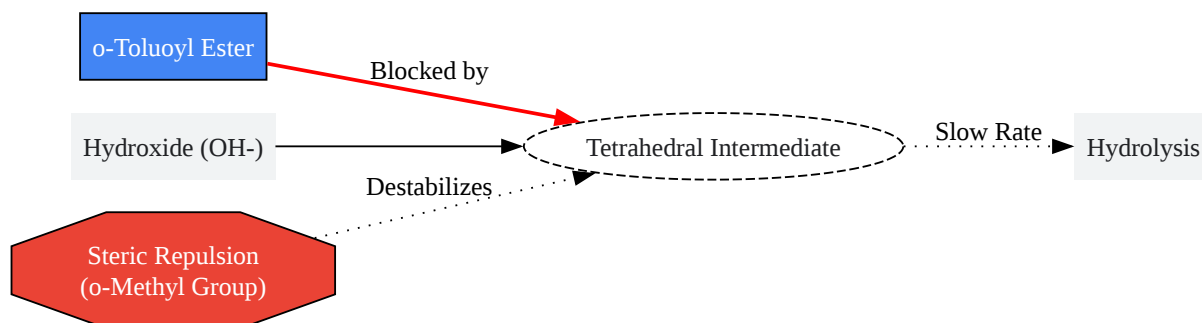 o-Toluoyl Ester
Blocked by
Hydroxide (OH-)
Tetrahedral Intermediate
Slow Rate
Hydrolysis
Destabilizes
Steric Repulsion
(o-Methyl Group)